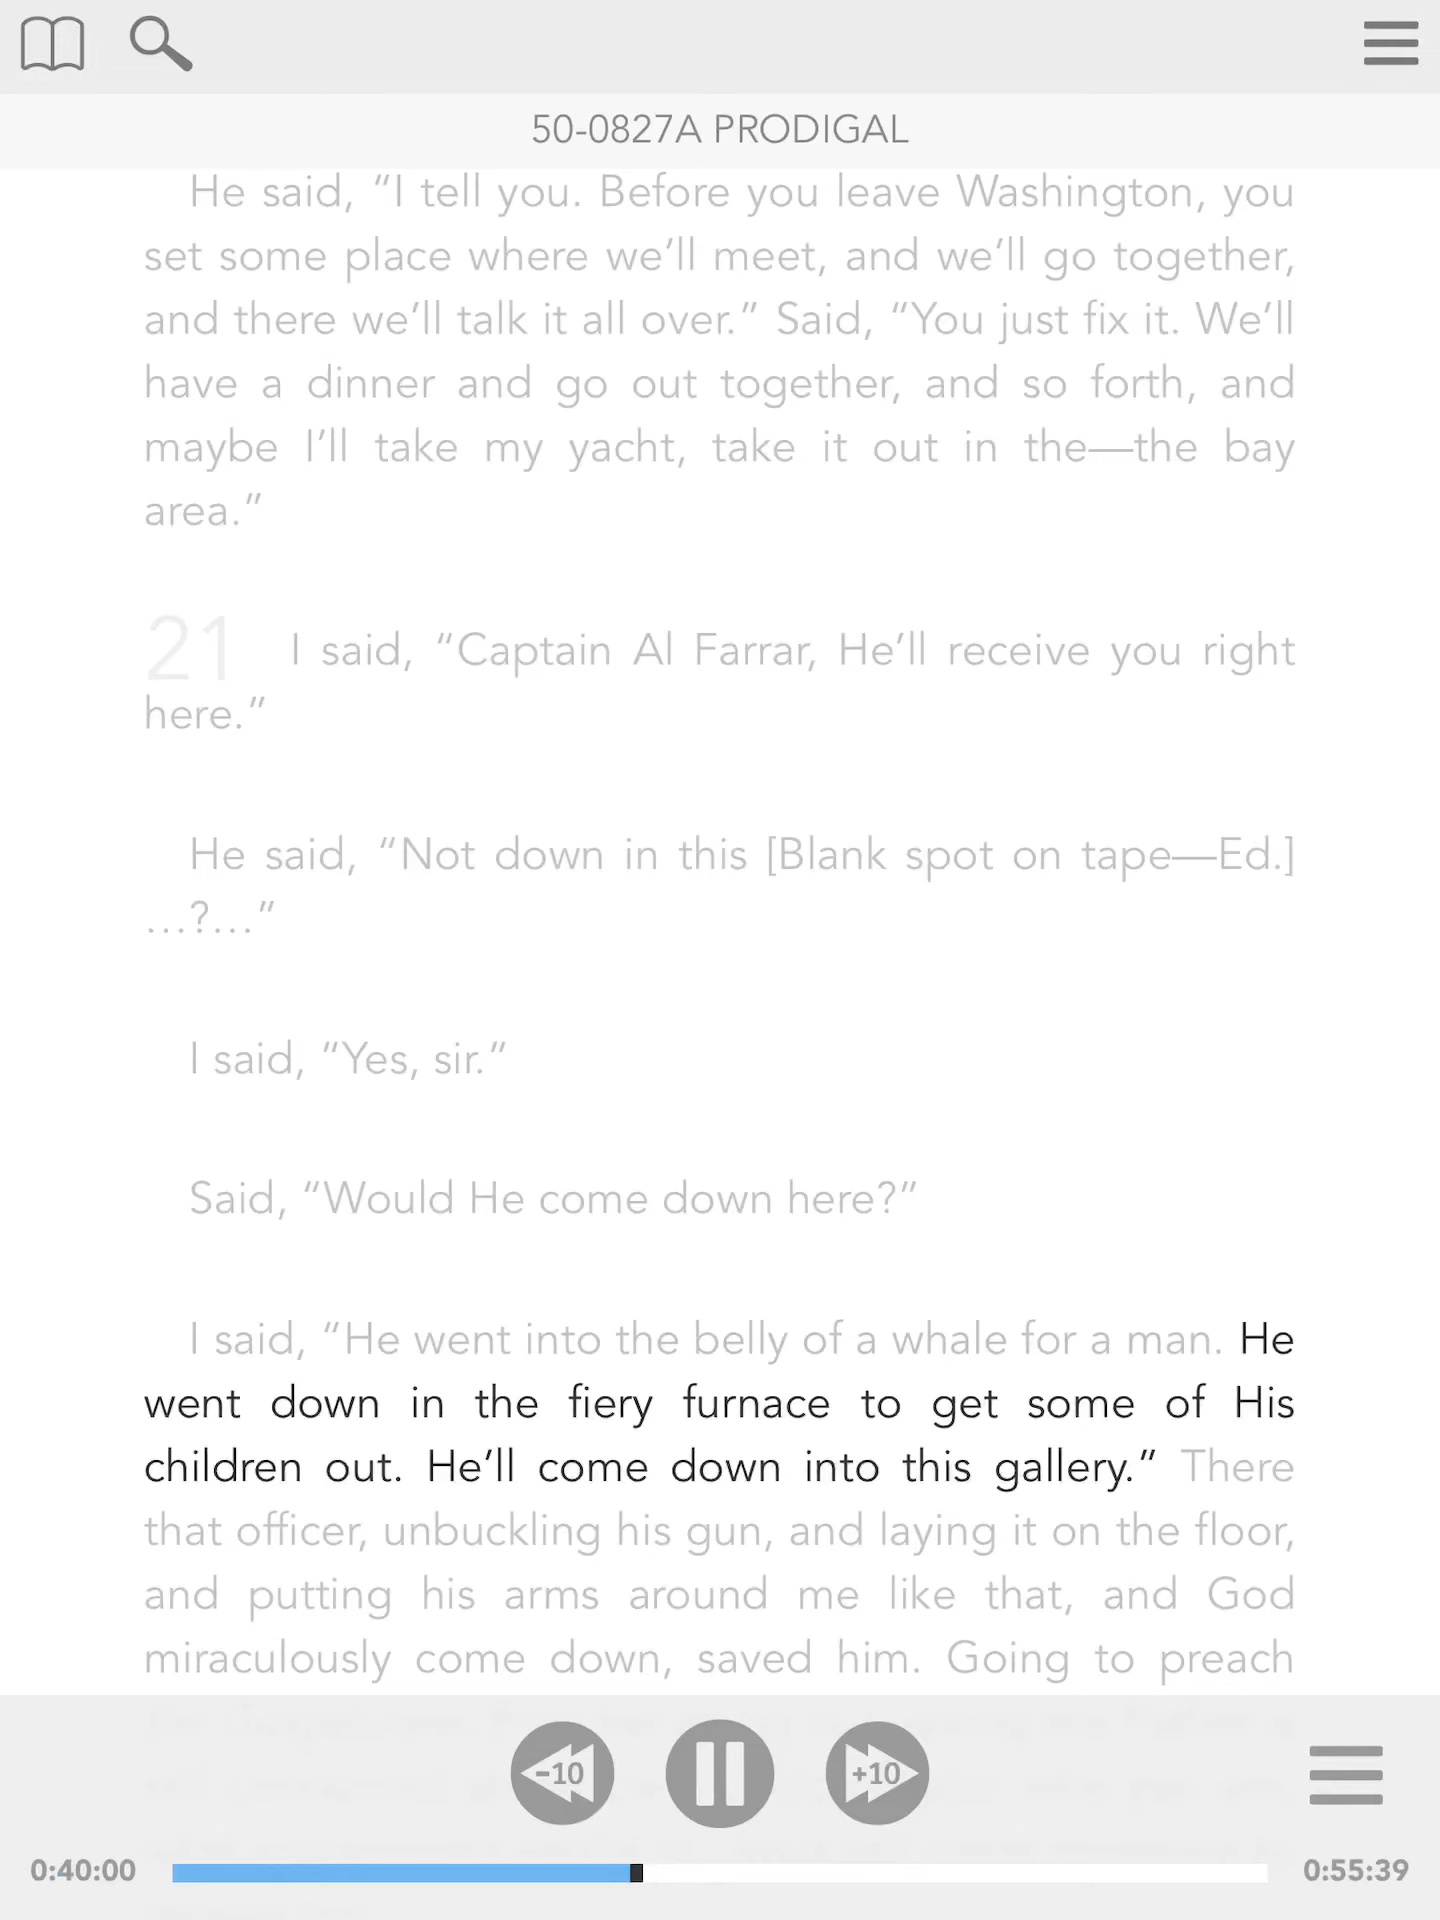 50-0827A PRODIGAL
He said, “I tell you. Before you leave Washington, you
set some place where we’ll meet, and we’ll go together,
and there we’ll talk it all over.” Said, “You just fix it. We’ll
have a dinner and go out together, and so forth, and
maybe I’ll take my yacht, take it out in the—the bay
area.”
21 I said, “Captain Al Farrar, He’ll receive you right
here.”
He said, “Not down in this [Blank spot on tape—Ed.]
…?…”
I said, “Yes, sir.”
Said, “Would He come down here?”
I said, “He went into the belly of a whale for a man. He
went down in the fiery furnace to get some of His
children out. He’ll come down into this gallery.” There
that officer, unbuckling his gun, and laying it on the floor,
and putting his arms around me like that, and God
miraculously come down, saved him. Going to preach
-10 +10
0:40:00 0:55:39